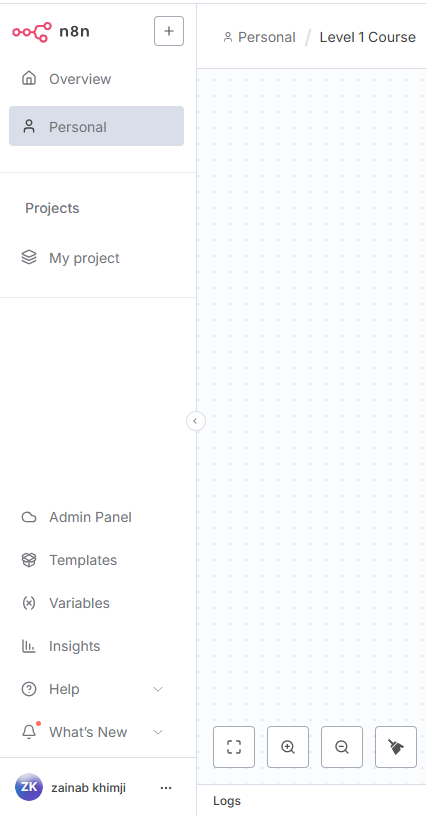 n8n
Personal / Level 1 Course
Overview
Personal
Projects
My project
Admin Panel
Templates
Variables
Insights
Help
What's New
ZK zainab khimji
Logs